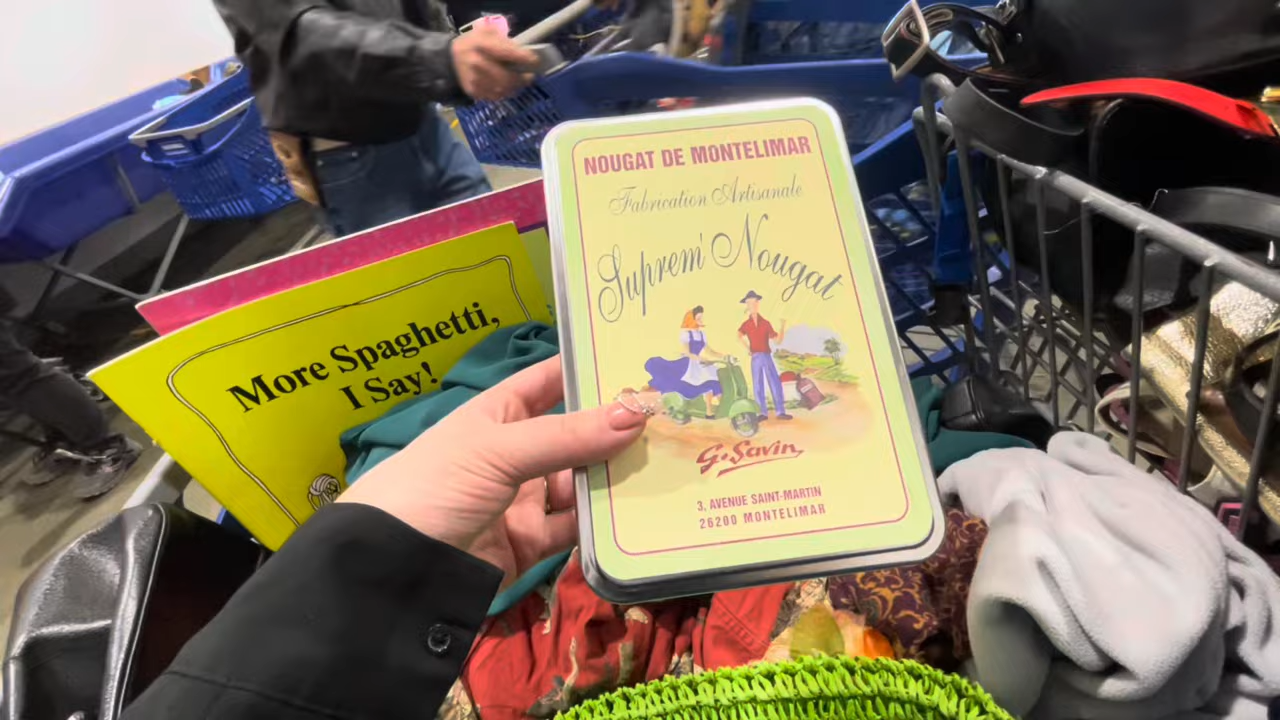 NOUGAT DE MONTELIMAR
Fabrication Artisanale
Suprem' Nougat
G. Savin
3, AVENUE SAINT-MARTIN
26200 MONTELIMAR
More Spaghetti,
I Say!